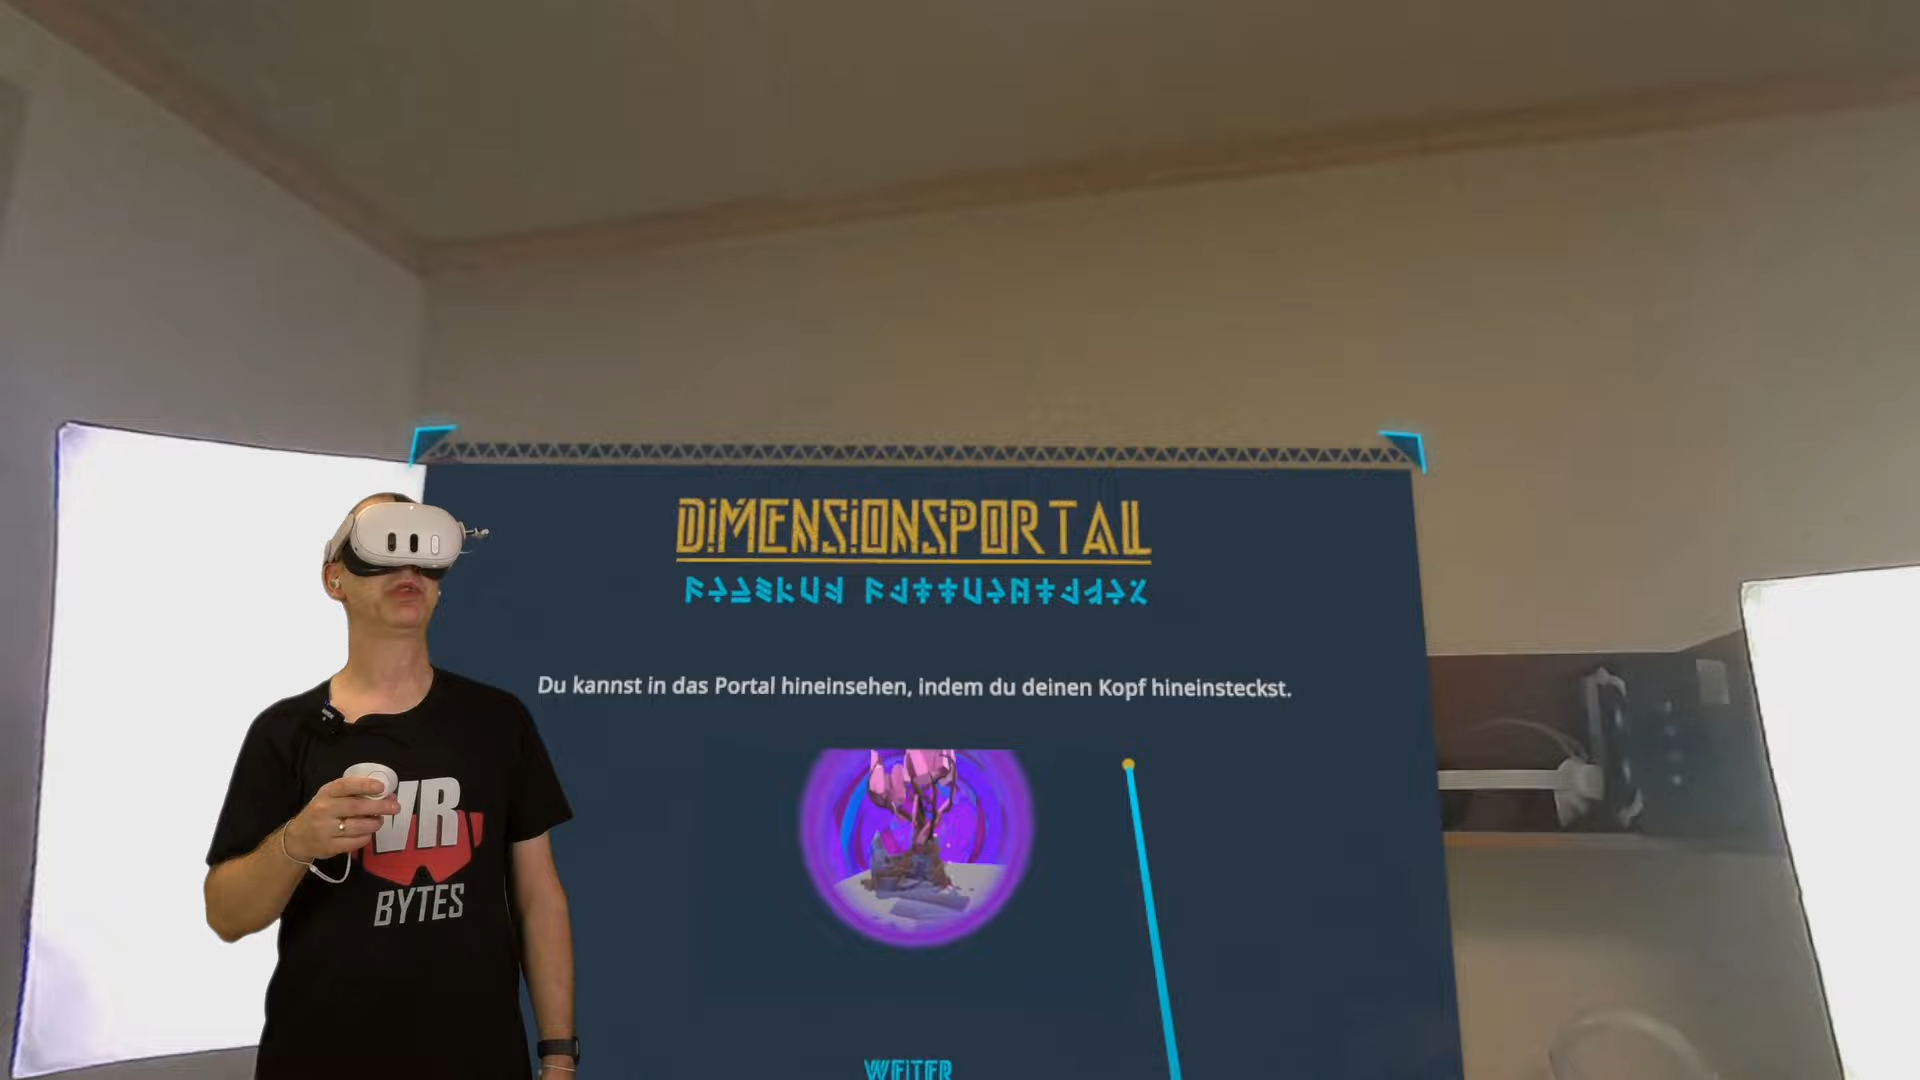 DIMENSIONSPORTAL
Du kannst in das Portal hineinsehen, indem du deinen Kopf hineinsteckst.
VR
BYTES
WEITER